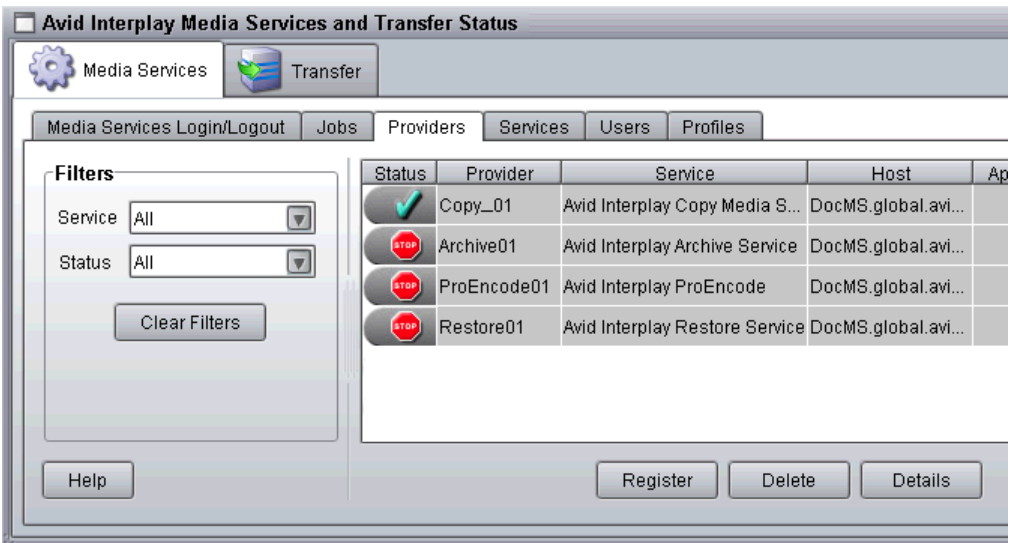 Avid Interplay Media Services and Transfer Status
Media Services Transfer
Media Services Login/Logout Jobs Providers Services Users Profiles
Filters
Service All
Status All
Clear Filters
Status Provider Service Host Ap
Copy_01 Avid Interplay Copy Media S... DocMS.global.avi...
STOP Archive01 Avid Interplay Archive Service DocMS.global.avi...
STOP ProEncode01 Avid Interplay ProEncode DocMS.global.avi...
STOP Restore01 Avid Interplay Restore Service DocMS.global.avi...
Help Register Delete Details